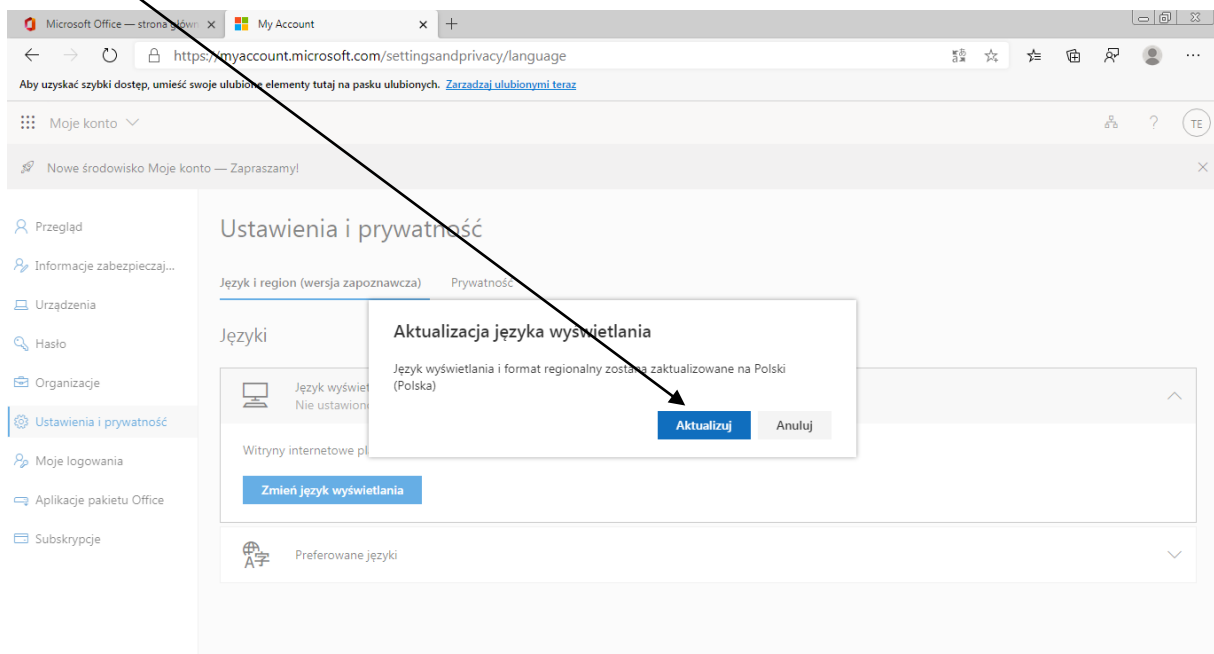 Microsoft Office — strona główn
My Account
https://myaccount.microsoft.com/settingsandprivacy/language
Aby uzyskać szybki dostęp, umieść swoje ulubione elementy tutaj na pasku ulubionych. Zarządzaj ulubionymi teraz
Moje konto
?
TE
Nowe środowisko Moje konto — Zapraszamy!
Przegląd
Informacje zabezpieczaj...
Urządzenia
Hasło
Organizacje
Ustawienia i prywatność
Moje logowania
Aplikacje pakietu Office
Subskrypcje
Ustawienia i prywatność
Język i region (wersja zapoznawcza)
Prywatność
Języki
Język wyświet
Nie ustawion
Witryny internetowe pl
Zmień język wyświetlania
Preferowane języki
Aktualizacja języka wyświetlania
Język wyświetlania i format regionalny zostaną zaktualizowane na Polski
(Polska)
Aktualizuj
Anuluj